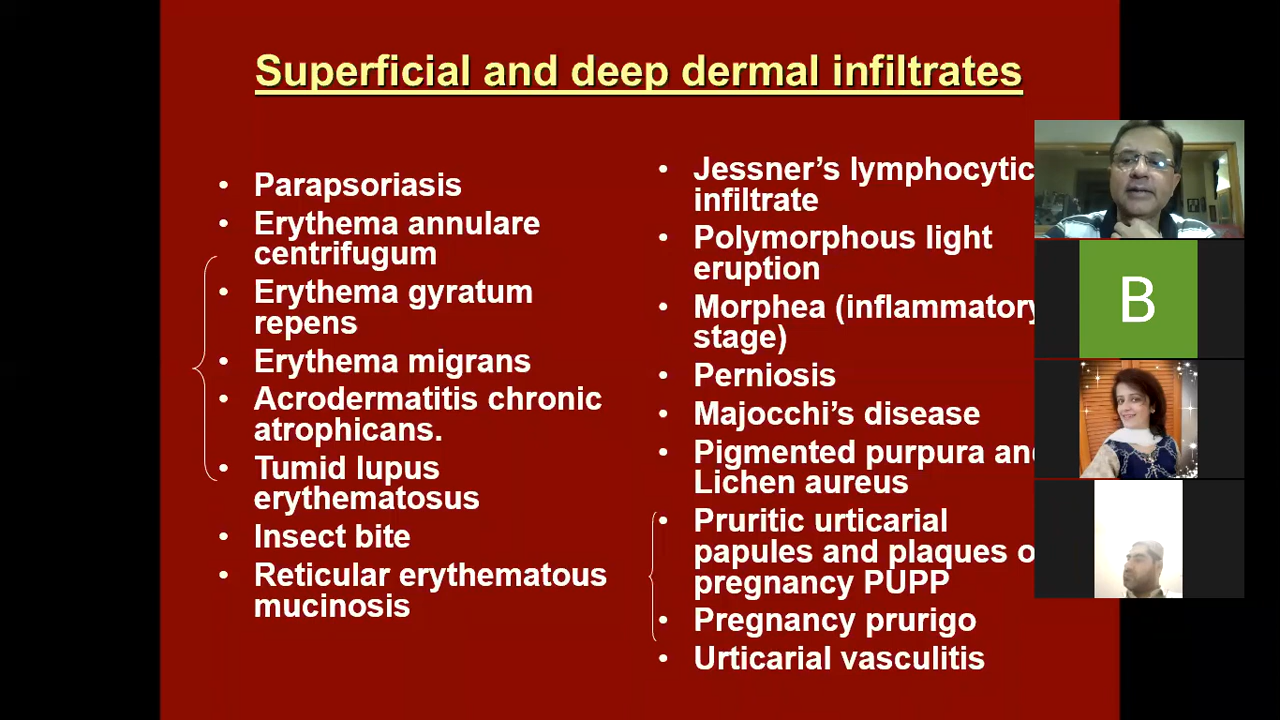 Superficial and deep dermal infiltrates
• Parapsoriasis
• Erythema annulare
centrifugum
• Erythema gyratum
repens
• Erythema migrans
• Acrodermatitis chronic
atrophicans.
• Tumid lupus
erythematosus
• Insect bite
• Reticular erythematous
mucinosis
• Jessner’s lymphocytic
infiltrate
• Polymorphous light
eruption
• Morphea (inflammatory
stage)
• Perniosis
• Majocchi’s disease
• Pigmented purpura and
Lichen aureus
• Pruritic urticarial
papules and plaques o
pregnancy PUPP
• Pregnancy prurigo
• Urticarial vasculitis
B